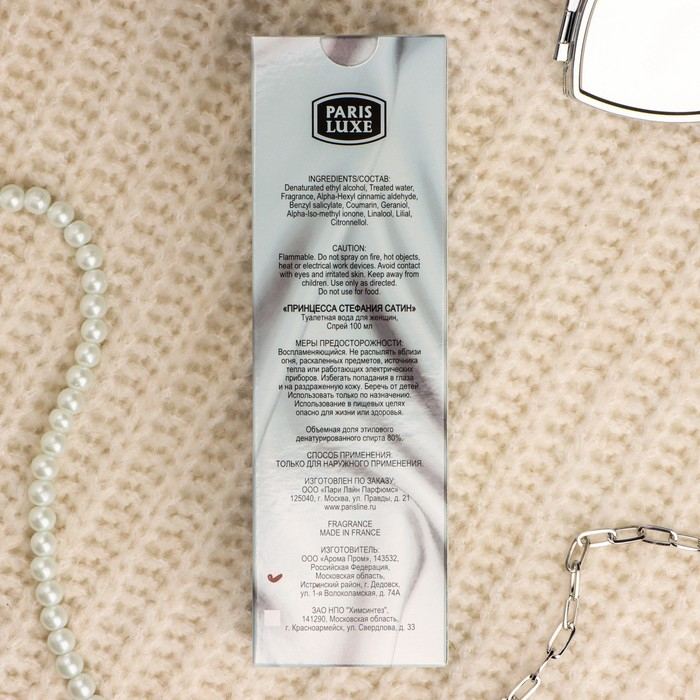 PARIS
LUXE
INGREDIENTS/СОСТАВ:
Denaturated ethyl alcohol, Treated water,
Fragrance, Alpha-Hexyl cinnamic aldehyde,
Benzyl salicylate, Coumarin, Geraniol,
Alpha-Iso-methyl ionone, Linalool, Lilial,
Citronnellol.
CAUTION:
Flammable. Do not spray on fire, hot objects,
heat or electrical work devices. Avoid contact
with eyes and irritated skin. Keep away from
children. Use only as directed.
Do not use for food.
«ПРИНЦЕССА СТЕФАНИЯ САТИН»
Туалетная вода для женщин,
Спрей 100 мл
МЕРЫ ПРЕДОСТОРОЖНОСТИ:
Воспламеняющийся. Не распылять вблизи
огня, раскаленных предметов, источника
тепла или работающих электрических
приборов. Избегать попадания в глаза
и на раздраженную кожу. Беречь от детей.
Использовать только по назначению.
Использование в пищевых целях
опасно для жизни или здоровья.
Объемная доля этилового
денатурированного спирта 80%.
СПОСОБ ПРИМЕНЕНИЯ:
ТОЛЬКО ДЛЯ НАРУЖНОГО ПРИМЕНЕНИЯ.
ИЗГОТОВЛЕН ПО ЗАКАЗУ:
ООО «Пари Лайн Парфюмс»
125040, г. Москва, ул. Правды, д. 21
www.parisline.ru
FRAGRANCE
MADE IN FRANCE
ИЗГОТОВИТЕЛЬ:
ООО «Арома Пром», 143532,
Российская Федерация,
Московская область,
Истринский район, г. Дедовск,
ул. 1-я Волоколамская, д. 74А
ЗАО НПО "Химсинтез",
141290, Московская область,
г. Красноармейск, ул. Свердлова, д. 33